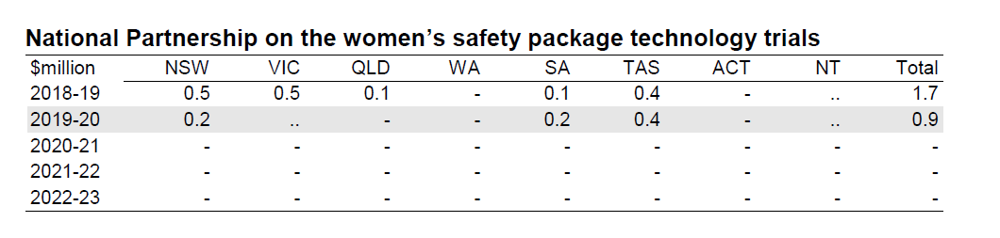 National Partnership on the women's safety package technology trials
$million NSW VIC QLD WA SA TAS ACT NT Total
2018-19 0.5 0.5 0.1 - 0.1 0.4 - .. 1.7
2019-20 0.2 .. - - 0.2 0.4 - .. 0.9
2020-21 - - - - - - - - -
2021-22 - - - - - - - - -
2022-23 - - - - - - - - -